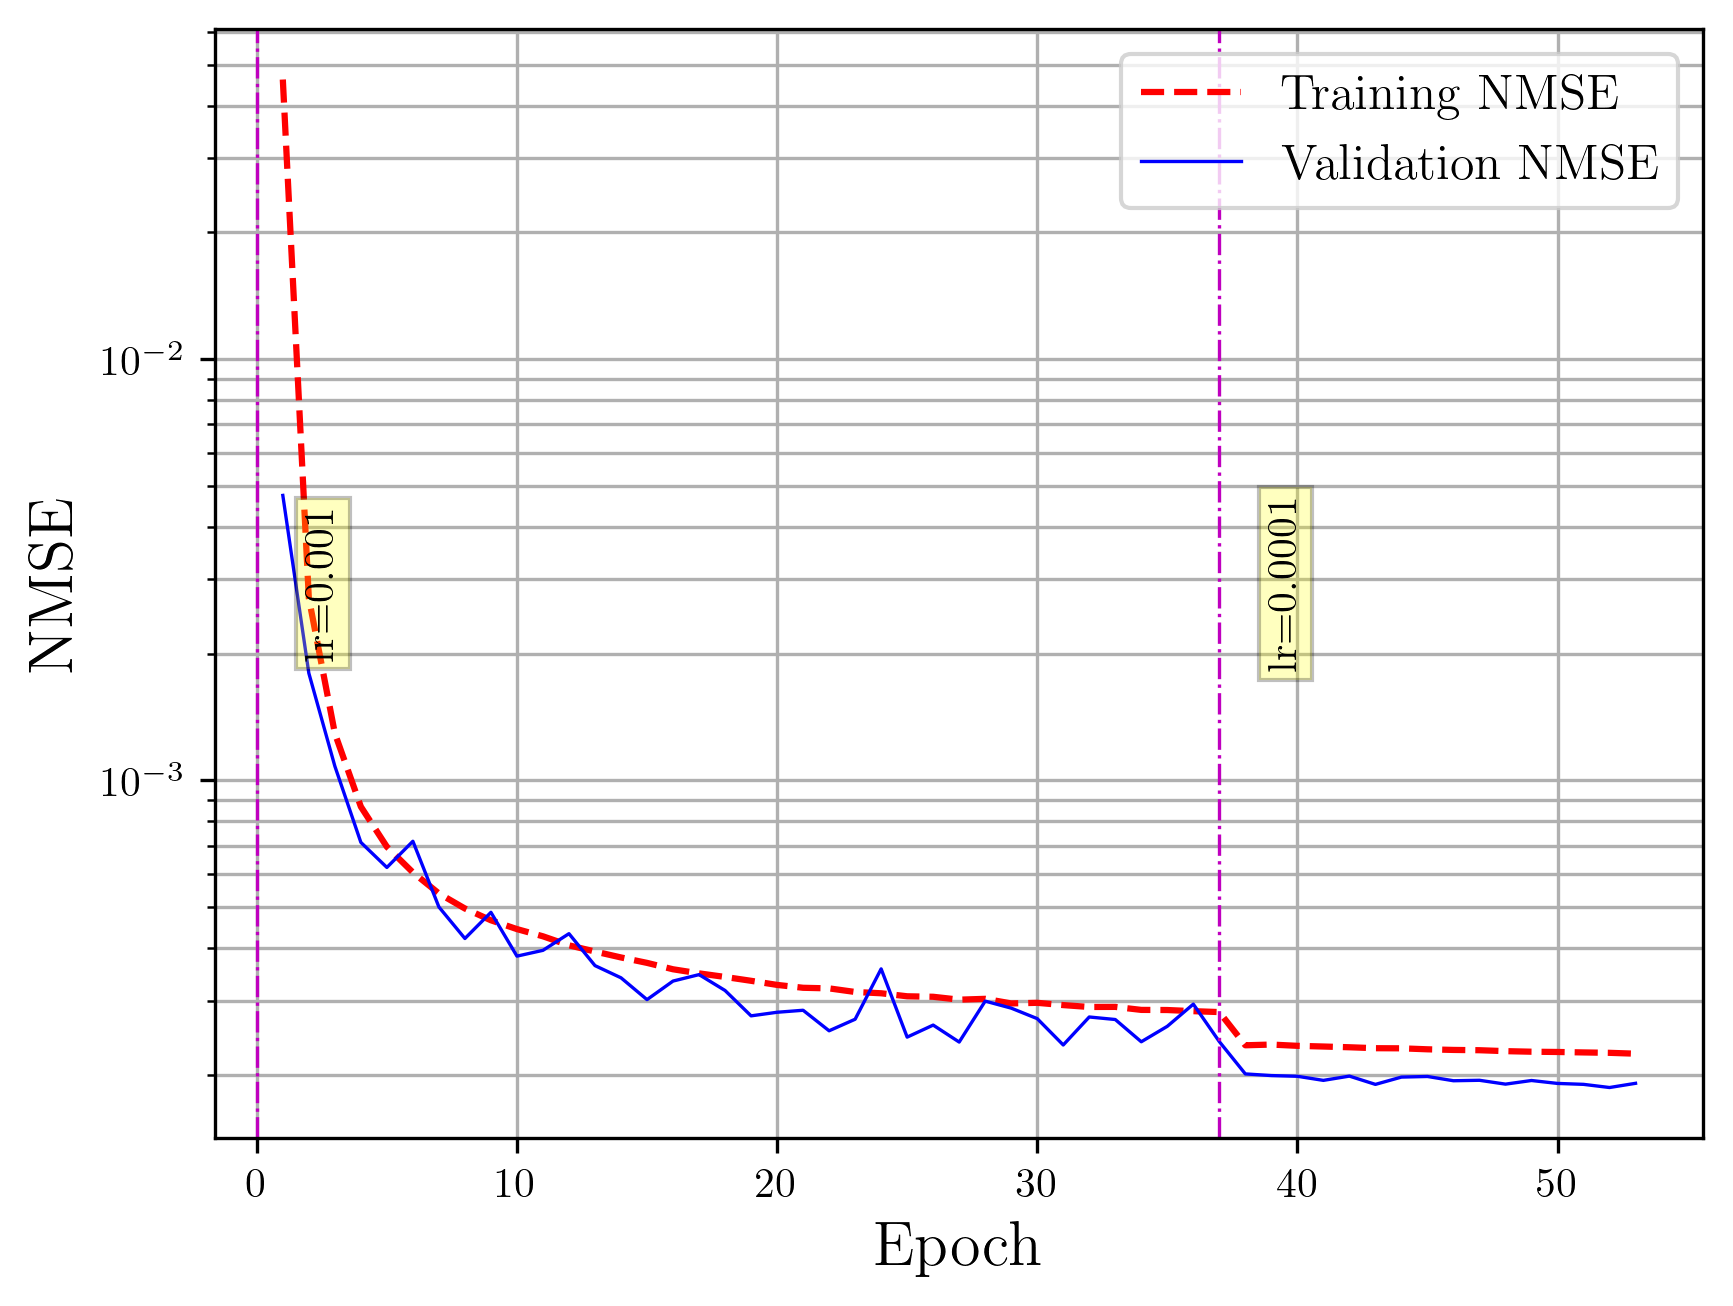 Training NMSE
Validation NMSE
10⁻²
10⁻³
NMSE
lr=0.001
lr=0.0001
0 10 20 30 40 50
Epoch